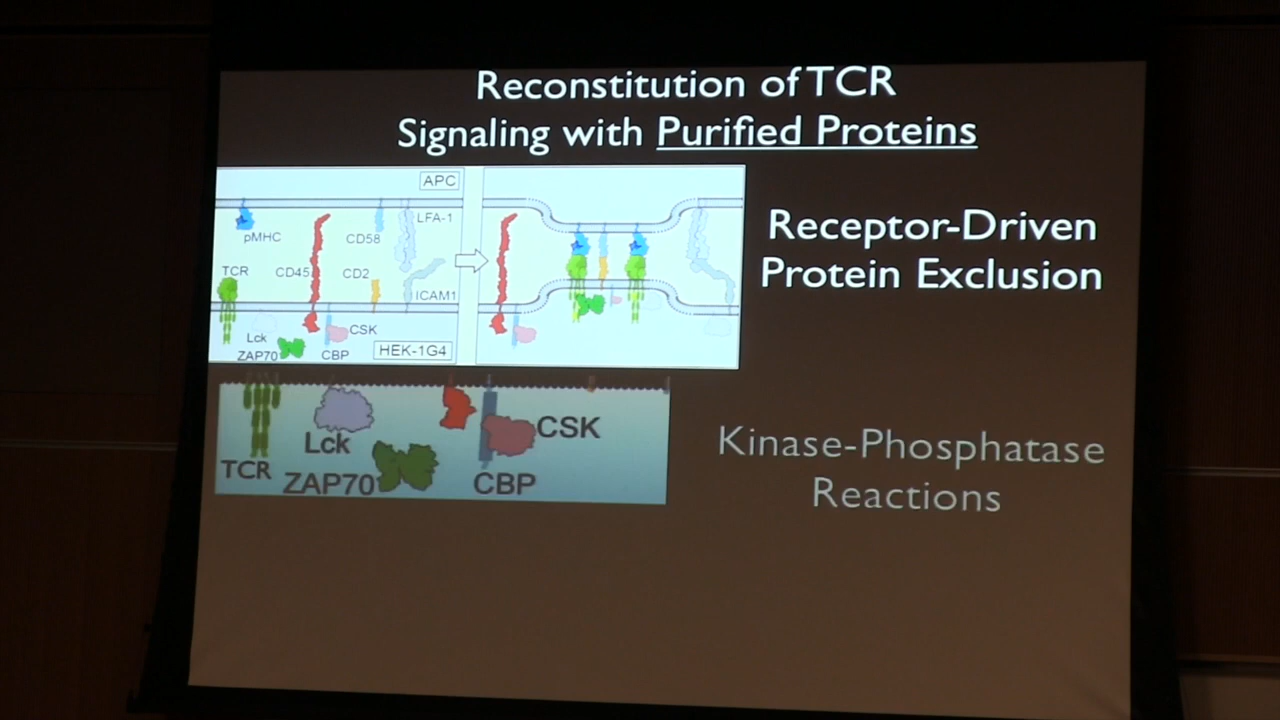 Reconstitution of TCR
Signaling with Purified Proteins
APC
pMHC
CD58
LFA-1
TCR
CD45
CD2
ICAM1
Lck
CSK
ZAP70
CBP
HEK-1G4
Receptor-Driven
Protein Exclusion
Lck
CSK
TCR
ZAP70
CBP
Kinase-Phosphatase
Reactions